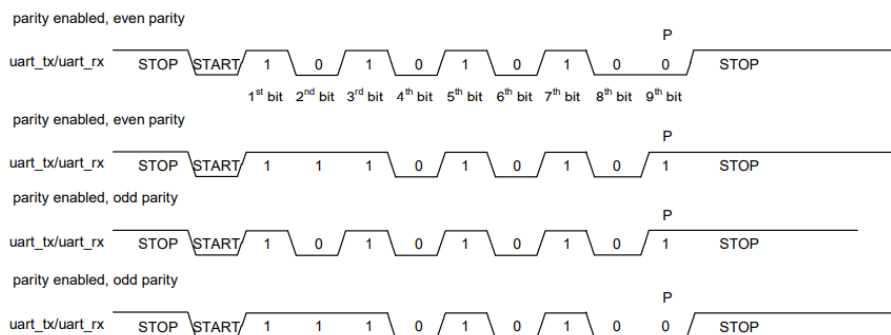 parity enabled, even parity
P
uart_tx/uart_rx STOP START 1 0 1 0 1 0 1 0 0 STOP
1st bit 2nd bit 3rd bit 4th bit 5th bit 6th bit 7th bit 8th bit 9th bit
parity enabled, even parity
P
uart_tx/uart_rx STOP START 1 1 1 0 1 0 1 0 1 STOP
parity enabled, odd parity
P
uart_tx/uart_rx STOP START 1 0 1 0 1 0 1 0 1 STOP
parity enabled, odd parity
P
uart_tx/uart_rx STOP START 1 1 1 0 1 0 1 0 0 STOP